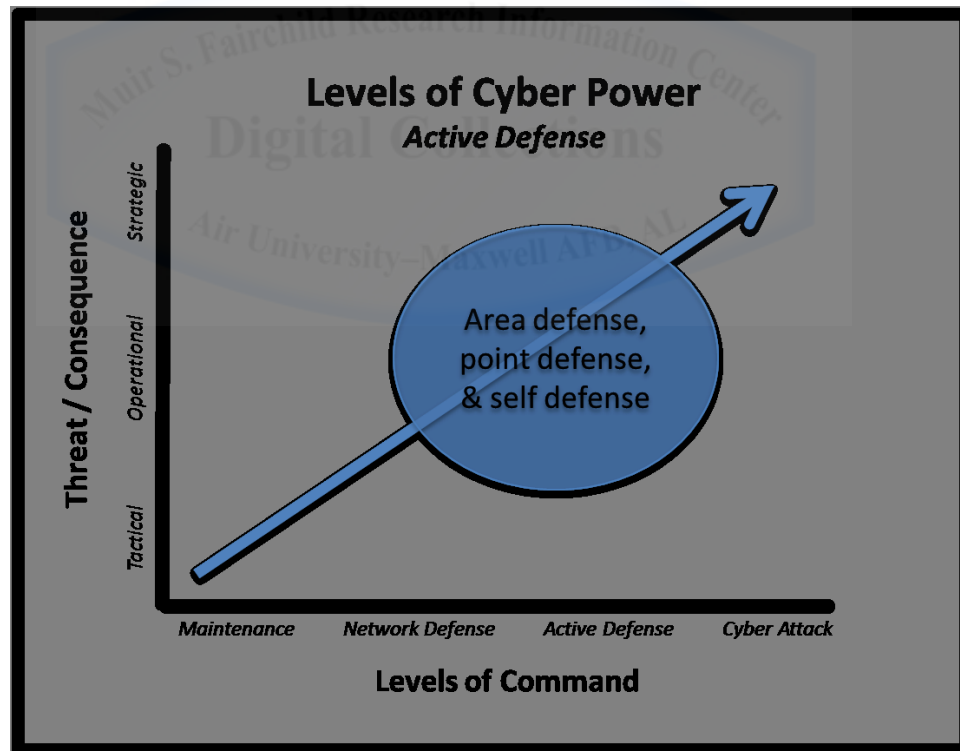 Muir S. Fairchild Research Information Center
Digital Collections
Air University–Maxwell AFB, AL
Levels of Cyber Power
Active Defense
Threat / Consequence
Strategic
Operational
Tactical
Area defense,
point defense,
& self defense
Maintenance Network Defense Active Defense Cyber Attack
Levels of Command